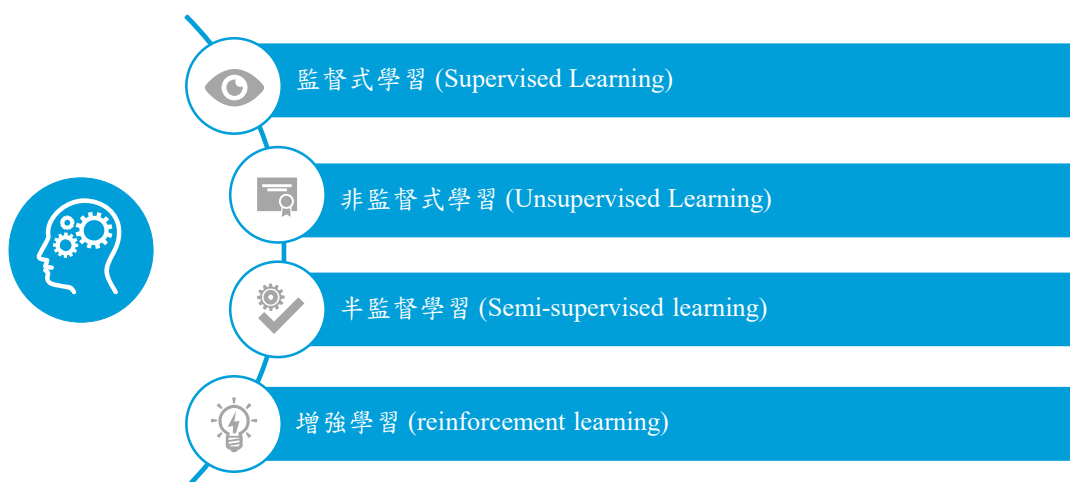 監督式學習 (Supervised Learning)
非監督式學習 (Unsupervised Learning)
半監督學習 (Semi-supervised learning)
增強學習 (reinforcement learning)